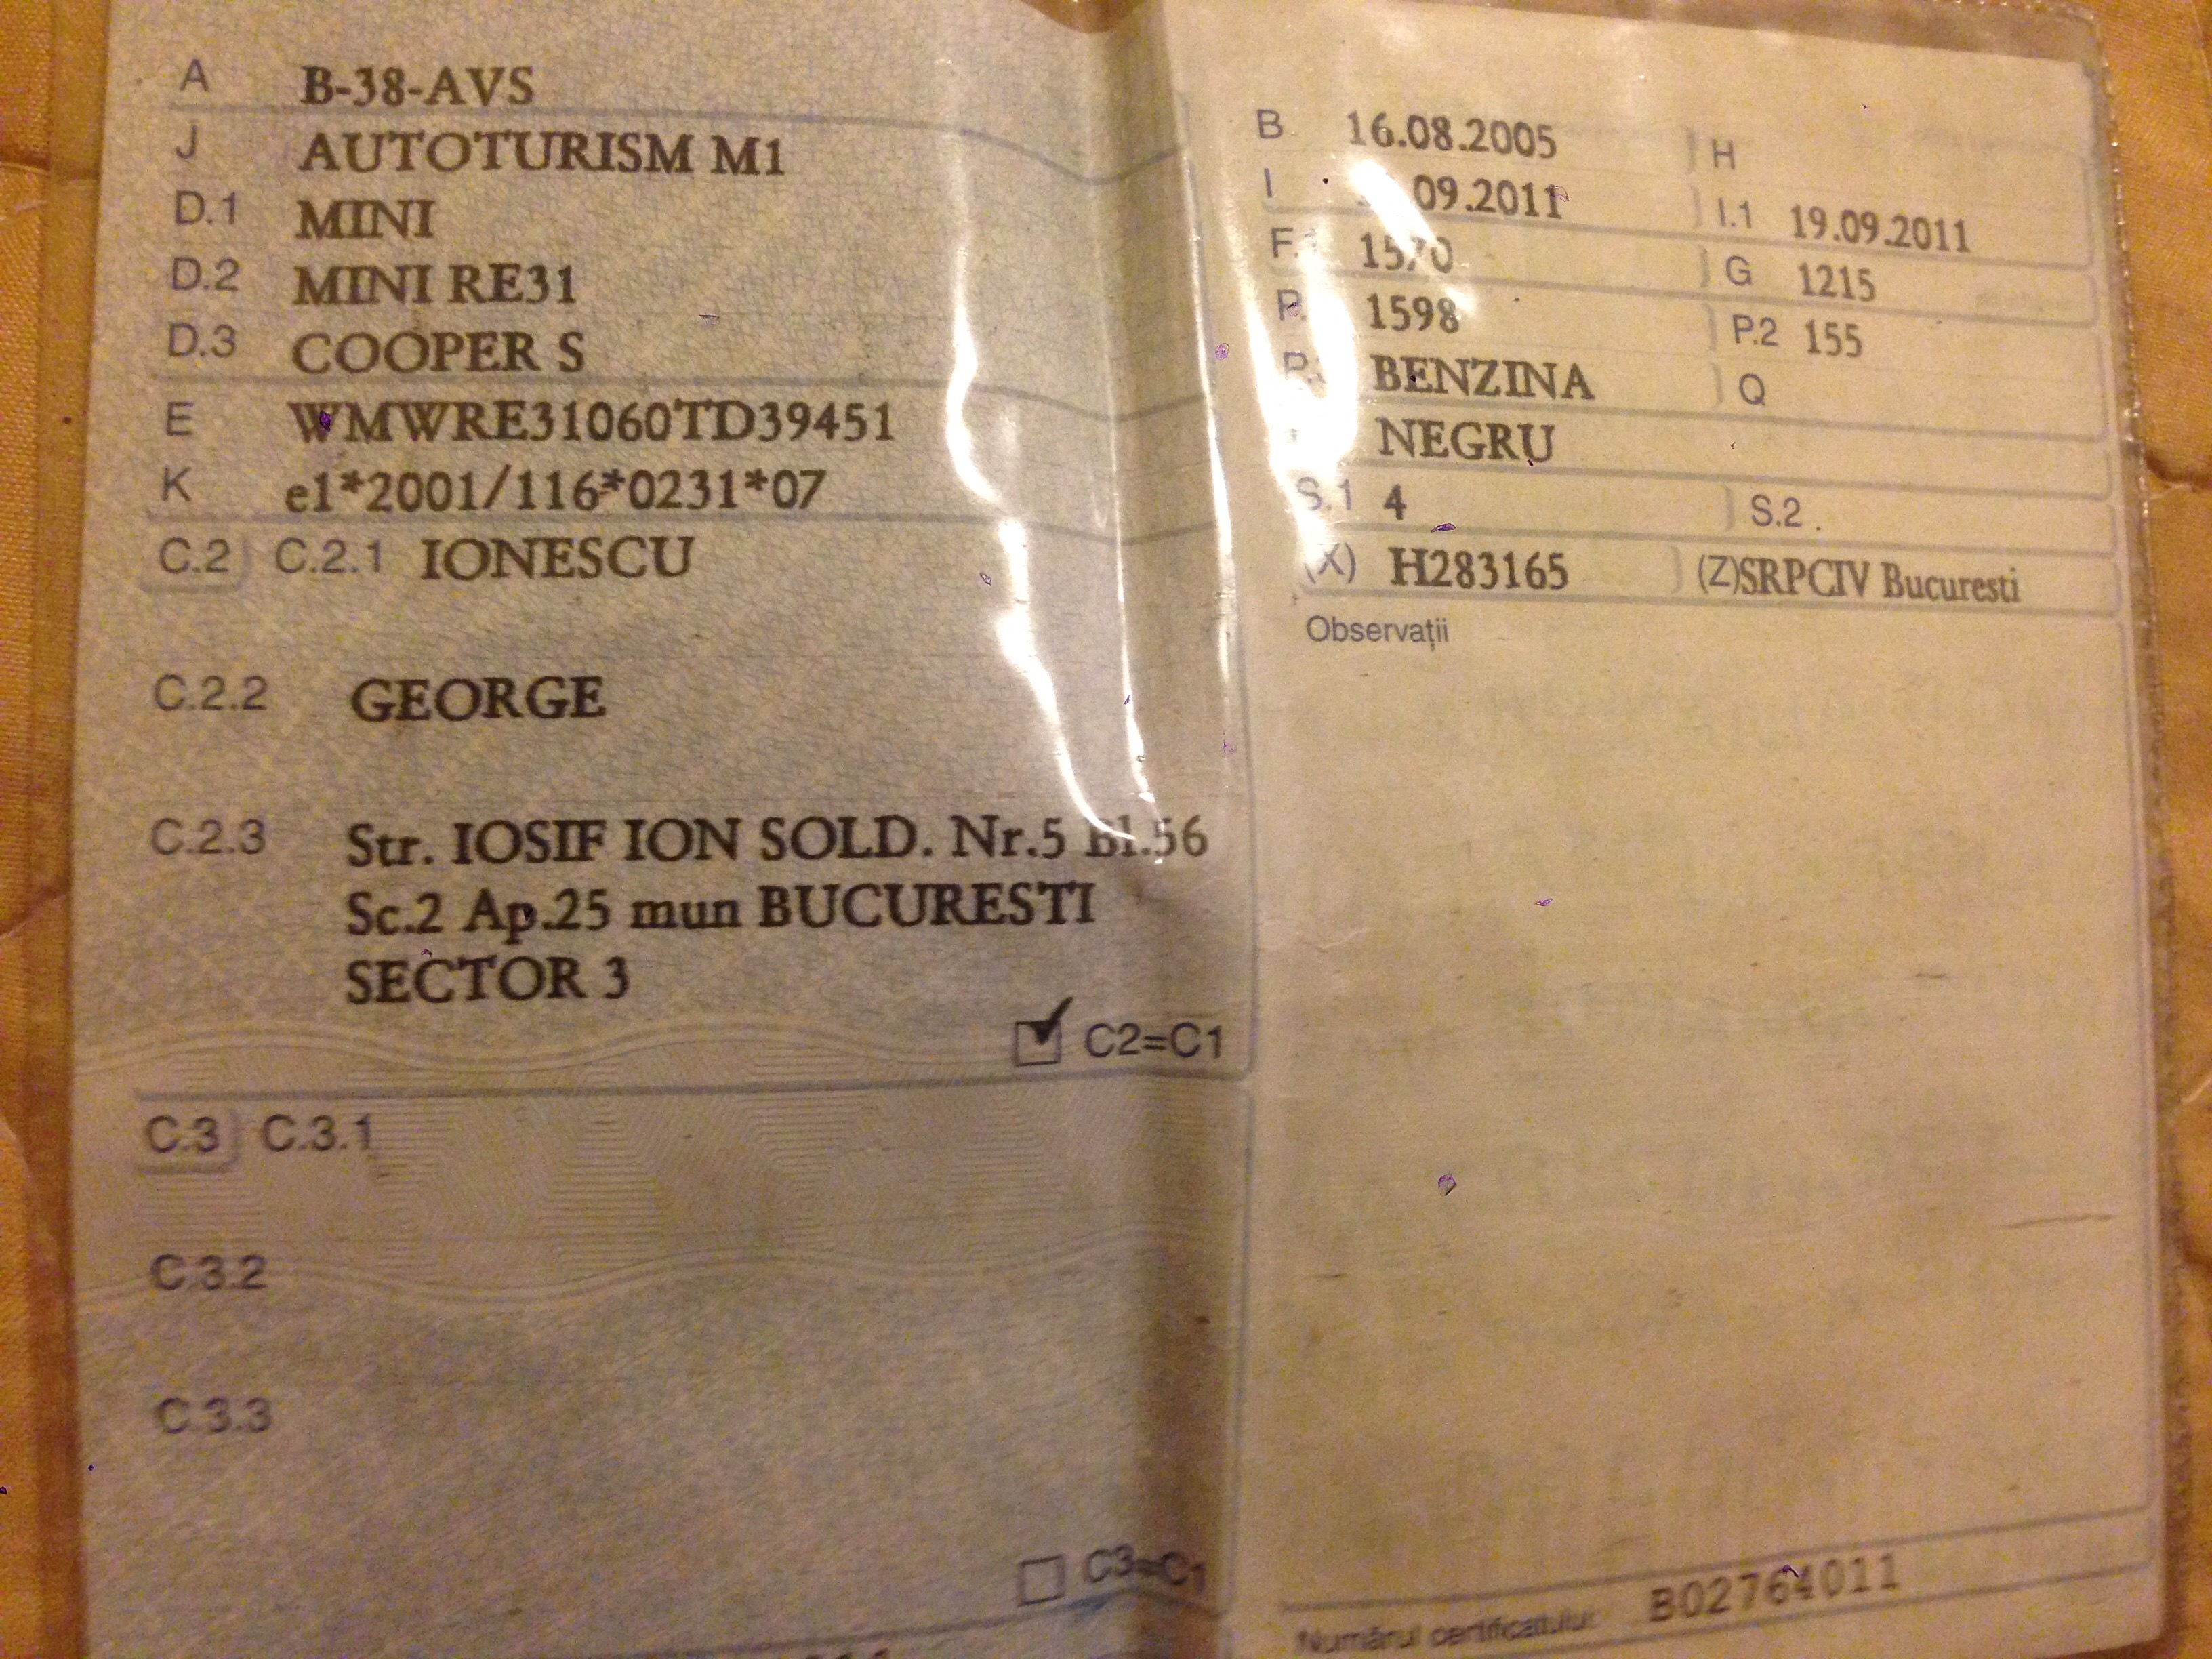 A B-38-AVS
J AUTOTURISM M1
D.1 MINI
D.2 MINI RE31
D.3 COOPER S
E WMWRE31060TD39451
K e1*2001/116*0231*07
C.2 C.2.1 IONESCU
C.2.2 GEORGE
C.2.3 Str. IOSIF ION SOLD. Nr.5 Bl.56
Sc.2 Ap.25 mun BUCURESTI
SECTOR 3
C2=C1
C.3 C.3.1
C.3.2
C.3.3
C3=C1
B 16.08.2005 H
I 09.2011 I.1 19.09.2011
1570 G 1215
1598 P.2 155
BENZINA Q
NEGRU
S.1 4 S.2
(X) H283165 (Z)SRPCIV Bucuresti
Observații
Numărul certificatului: B02764011